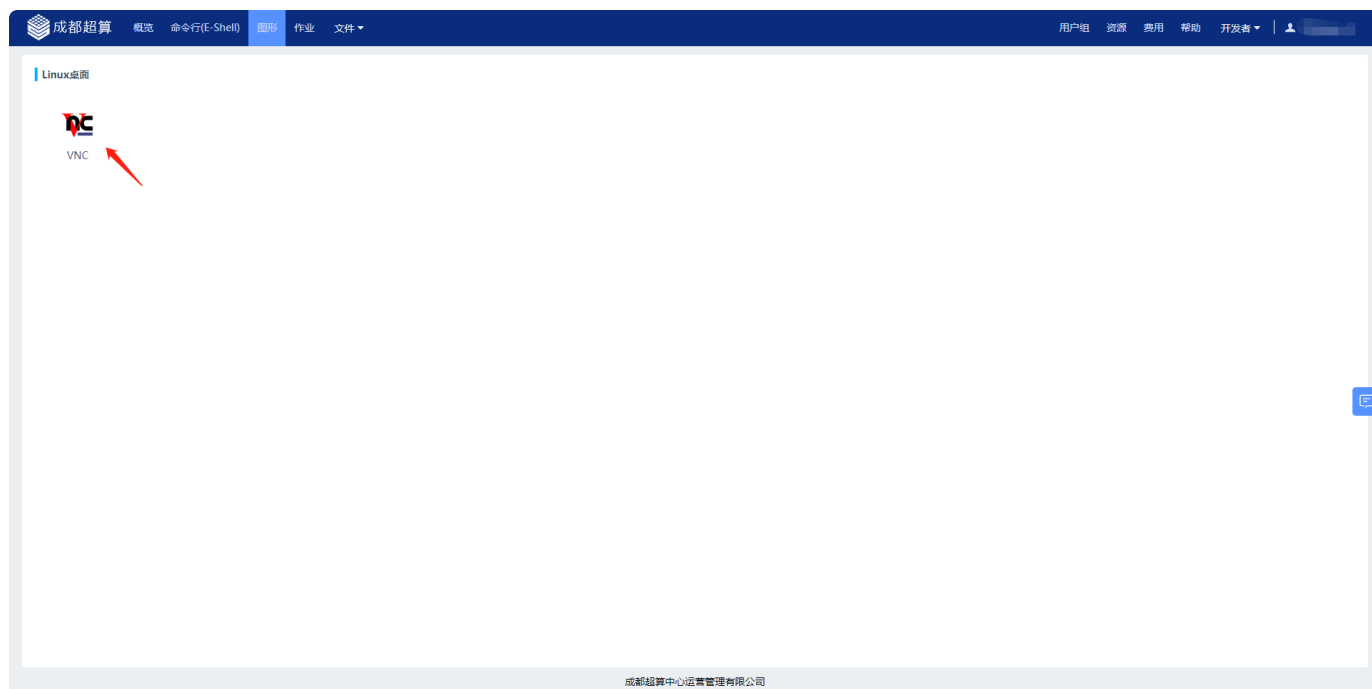 成都超算 概览 命令行(E-Shell) 图形 作业 文件 用户组 资源 费用 帮助 开发者
Linux桌面
VNC
VNC
成都超算中心运营管理有限公司